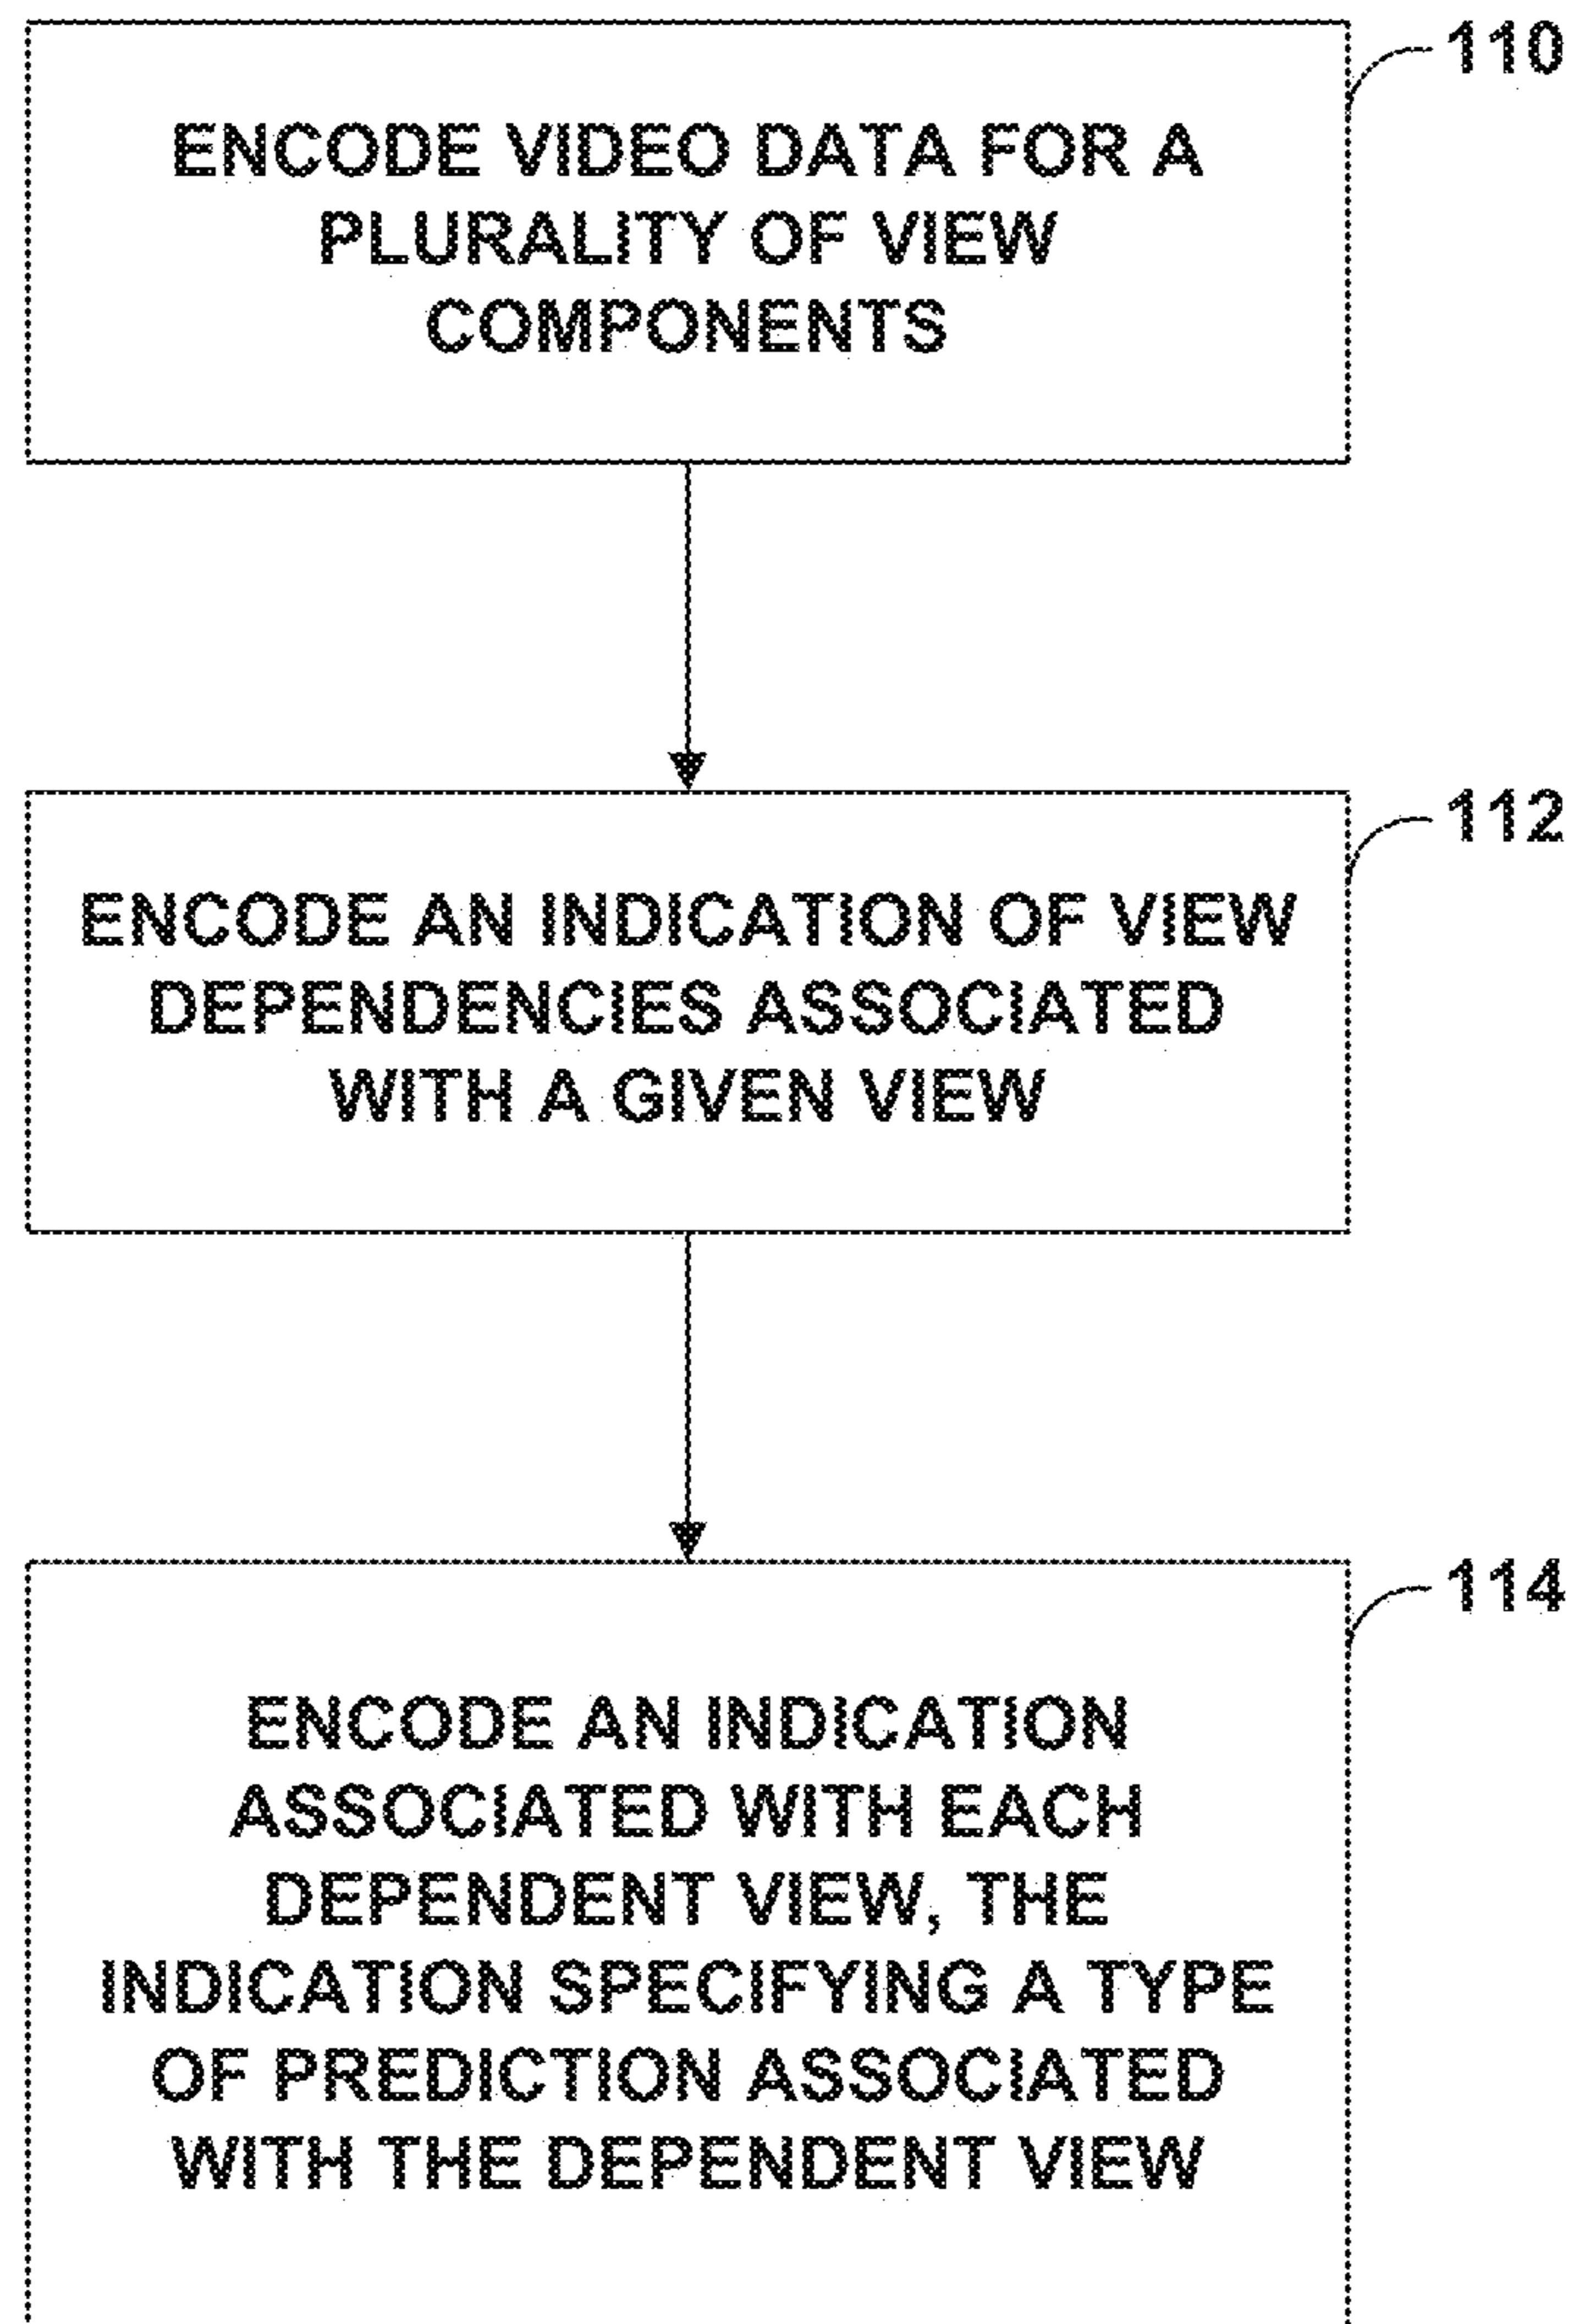 110
ENCODE VIDEO DATA FOR A
PLURALITY OF VIEW
COMPONENTS
112
ENCODE AN INDICATION OF VIEW
DEPENDENCIES ASSOCIATED
WITH A GIVEN VIEW
114
ENCODE AN INDICATION
ASSOCIATED WITH EACH
DEPENDENT VIEW, THE
INDICATION SPECIFYING A TYPE
OF PREDICTION ASSOCIATED
WITH THE DEPENDENT VIEW